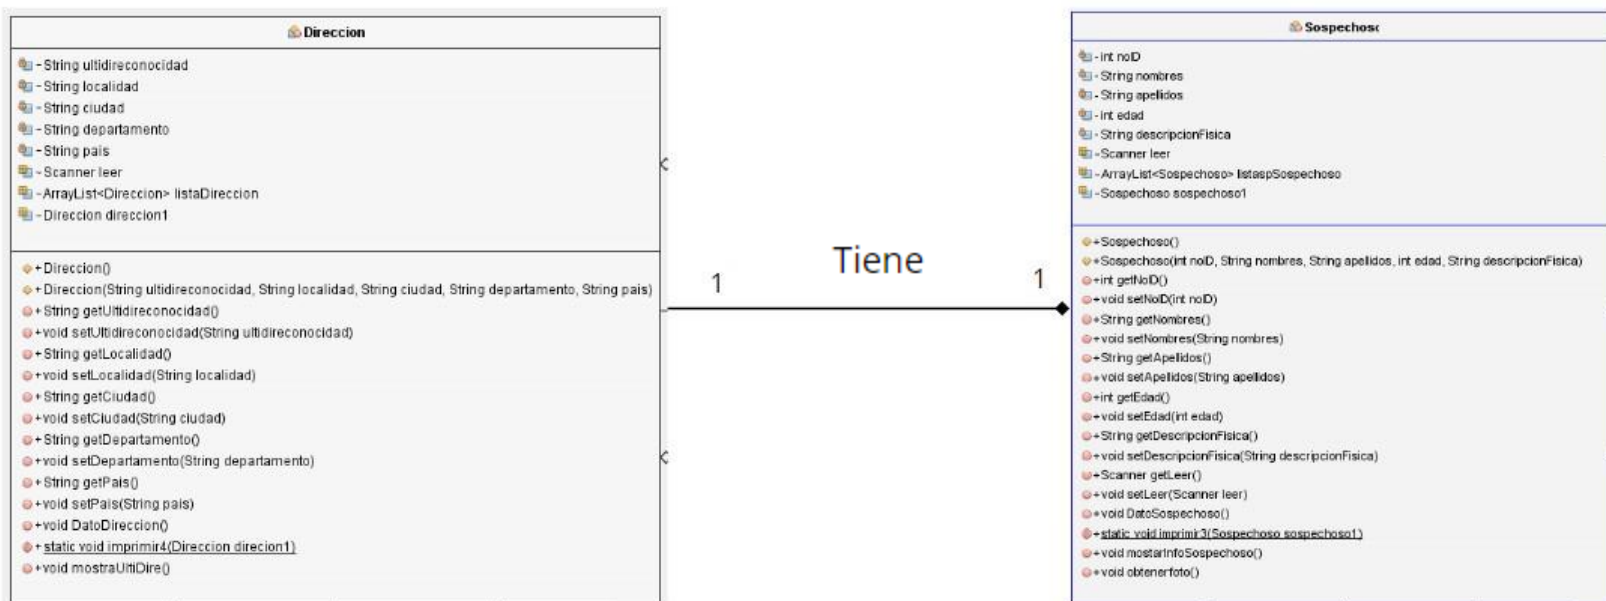 Direccion
- String ultidireconocidad
- String localidad
- String ciudad
- String departamento
- String pais
- Scanner leer
- ArrayList<Direccion> listaDireccion
- Direccion direccion1
+ Direccion()
+ Direccion(String ultidireconocidad, String localidad, String ciudad, String departamento, String pais)
+ String getUltidireconocidad()
+ void setUltidireconocidad(String ultidireconocidad)
+ String getLocalidad()
+ void setLocalidad(String localidad)
+ String getCiudad()
+ void setCiudad(String ciudad)
+ String getDepartamento()
+ void setDepartamento(String departamento)
+ String getPais()
+ void setPais(String pais)
+ void DatoDireccion()
+ static void imprimir4(Direccion direcion1)
+ void mostraUltiDire()
Tiene
1
1
Sospechoso
- int noID
- String nombres
- String apellidos
- int edad
- String descripcionFisica
- Scanner leer
- ArrayList<Sospechoso> listaspSospechoso
- Sospechoso sospechoso1
+ Sospechoso()
+ Sospechoso(int noID, String nombres, String apellidos, int edad, String descripcionFisica)
+ int getNoID()
+ void setNoID(int noID)
+ String getNombres()
+ void setNombres(String nombres)
+ String getApellidos()
+ void setApellidos(String apellidos)
+ int getEdad()
+ void setEdad(int edad)
+ String getDescripcionFisica()
+ void setDescripcionFisica(String descripcionFisica)
+ Scanner getLeer()
+ void setLeer(Scanner leer)
+ void DatoSospechoso()
+ static void imprimir3(Sospechoso sospechoso1)
+ void mostarInfoSospechoso()
+ void obtenerfoto()